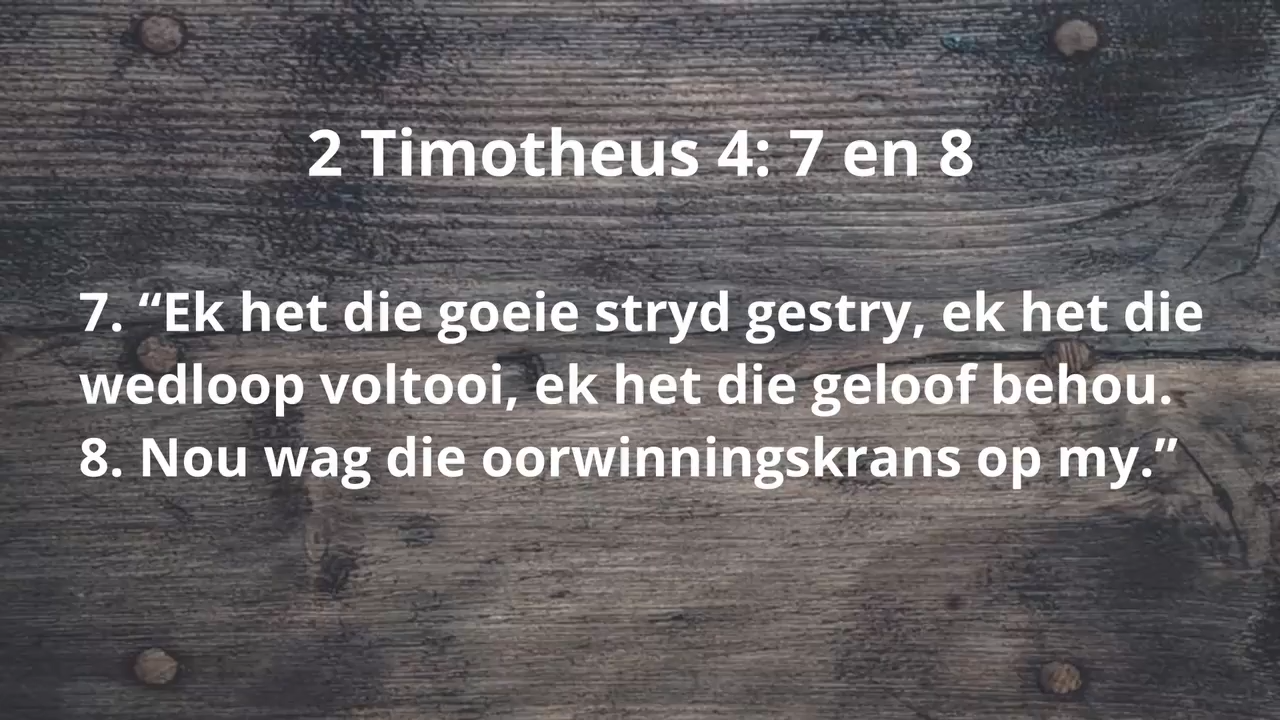 2 Timotheus 4: 7 en 8
7. “Ek het die goeie stryd gestry, ek het die
wedloop voltooi, ek het die geloof behou.
8. Nou wag die oorwinningskrans op my.”